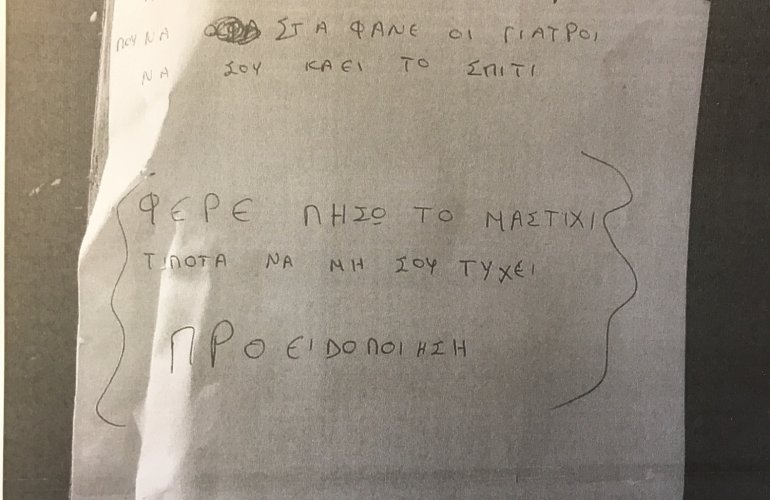 ΠΟΥ ΝΑ ΣΤΑ ΦΑΝΕ ΟΙ ΓΙΑΤΡΟΙ
ΝΑ ΣΟΥ ΚΑΕΙ ΤΟ ΣΠΙΤΙ
ΦΕΡΕ ΠΗΣΩ ΤΟ ΜΑΣΤΙΧΙ
ΤΙΠΟΤΑ ΝΑ ΜΗ ΣΟΥ ΤΥΧΕΙ
ΠΡΟΕΙΔΟΠΟΙΗΣΗ